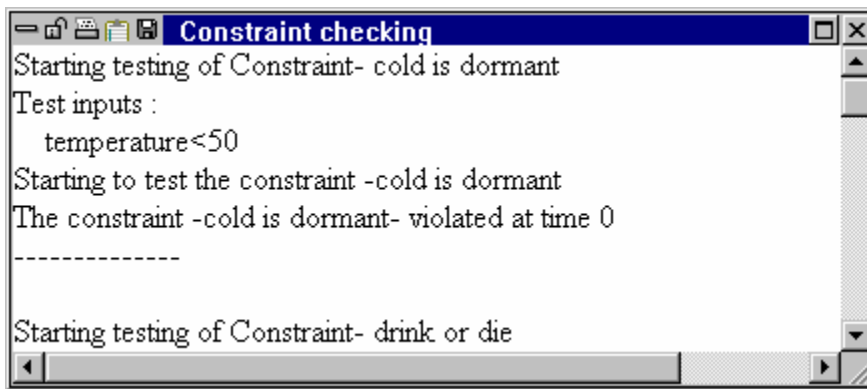 Constraint checking
Starting testing of Constraint- cold is dormant
Test inputs :
temperature<50
Starting to test the constraint -cold is dormant
The constraint -cold is dormant- violated at time 0
--------------
Starting testing of Constraint- drink or die